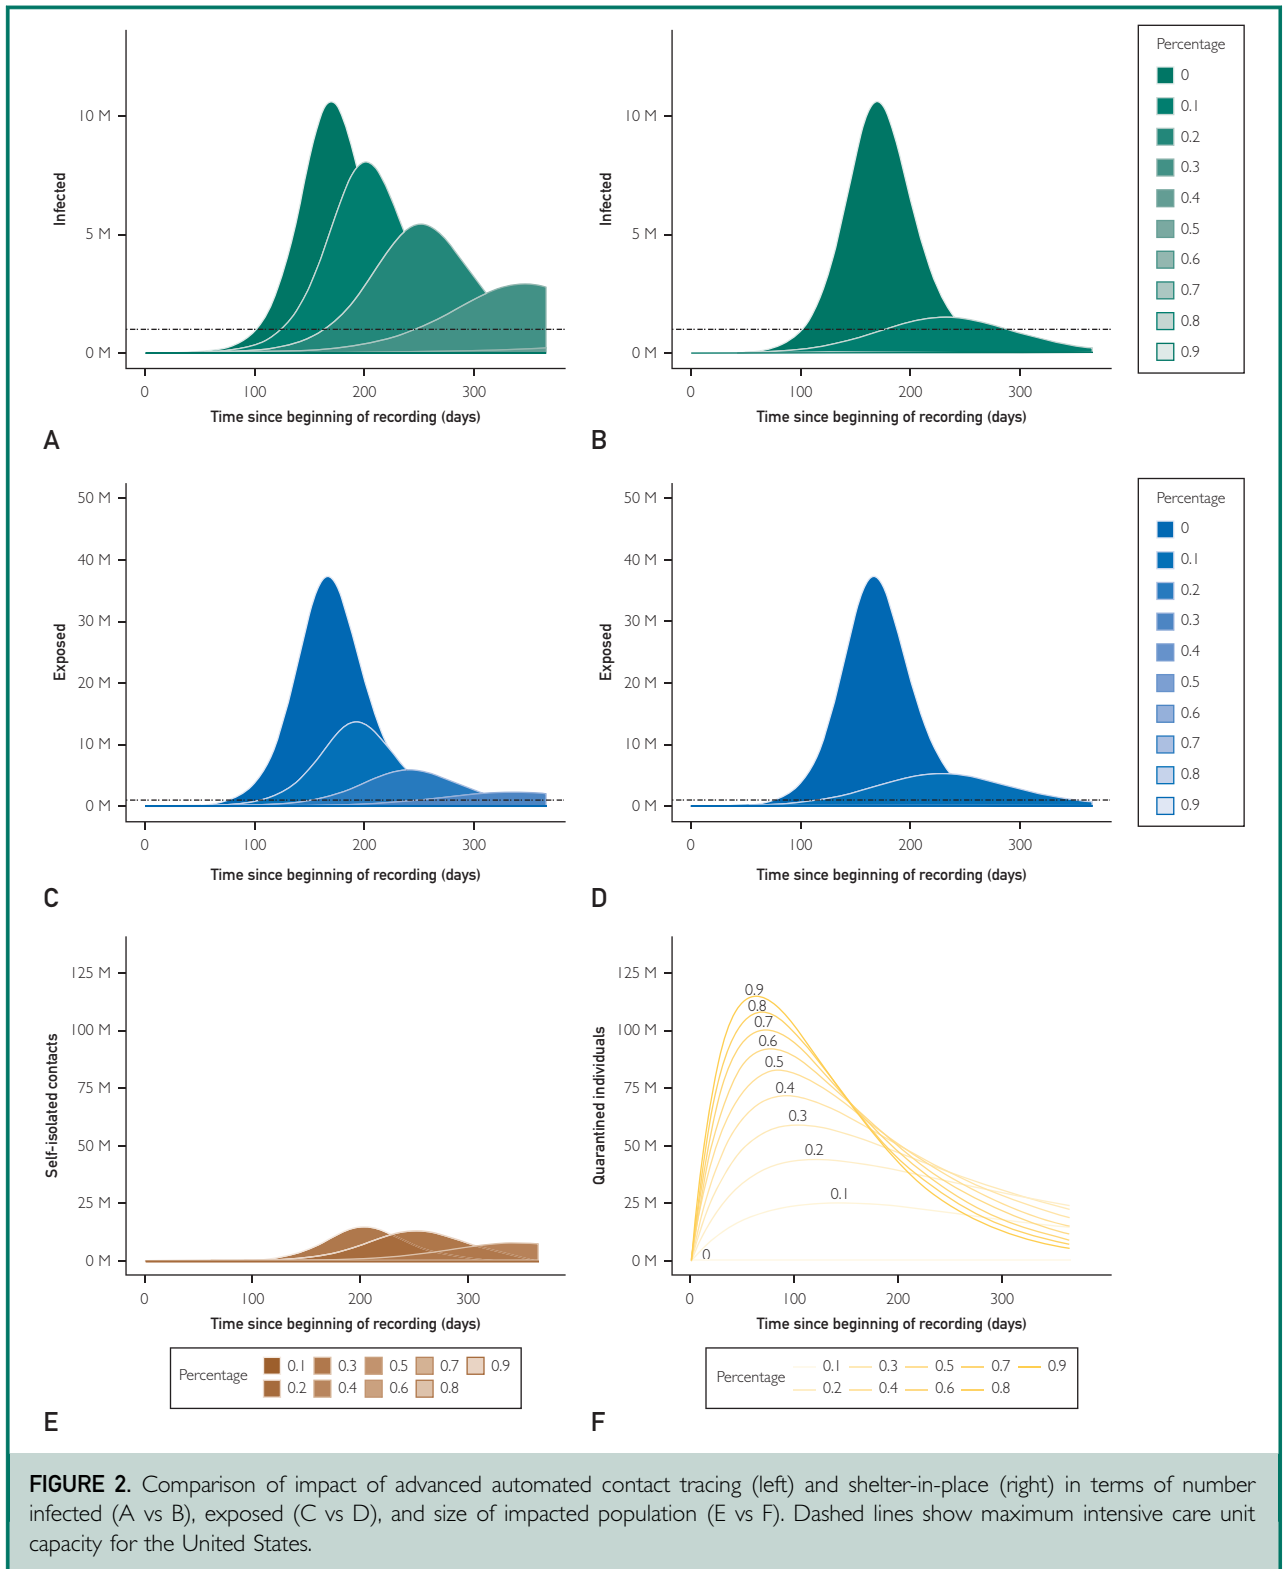 Infected
10 M
5 M
0 M
0 100 200 300
Time since beginning of recording (days)
A
Infected
10 M
5 M
0 M
0 100 200 300
Time since beginning of recording (days)
B
Percentage
0
0.1
0.2
0.3
0.4
0.5
0.6
0.7
0.8
0.9
Exposed
50 M
40 M
30 M
20 M
10 M
0 M
0 100 200 300
Time since beginning of recording (days)
C
Exposed
50 M
40 M
30 M
20 M
10 M
0 M
0 100 200 300
Time since beginning of recording (days)
D
Percentage
0
0.1
0.2
0.3
0.4
0.5
0.6
0.7
0.8
0.9
Self-isolated contacts
125 M
100 M
75 M
50 M
25 M
0 M
0 100 200 300
Time since beginning of recording (days)
Percentage
0.1 0.3 0.5 0.7 0.9
0.2 0.4 0.6 0.8
E
Quarantined individuals
125 M
100 M
75 M
50 M
25 M
0 M
0.9
0.8
0.7
0.6
0.5
0.4
0.3
0.2
0.1
0
0 100 200 300
Time since beginning of recording (days)
Percentage
0.1 0.3 0.5 0.7 0.9
0.2 0.4 0.6 0.8
F
FIGURE 2. Comparison of impact of advanced automated contact tracing (left) and shelter-in-place (right) in terms of number
infected (A vs B), exposed (C vs D), and size of impacted population (E vs F). Dashed lines show maximum intensive care unit
capacity for the United States.